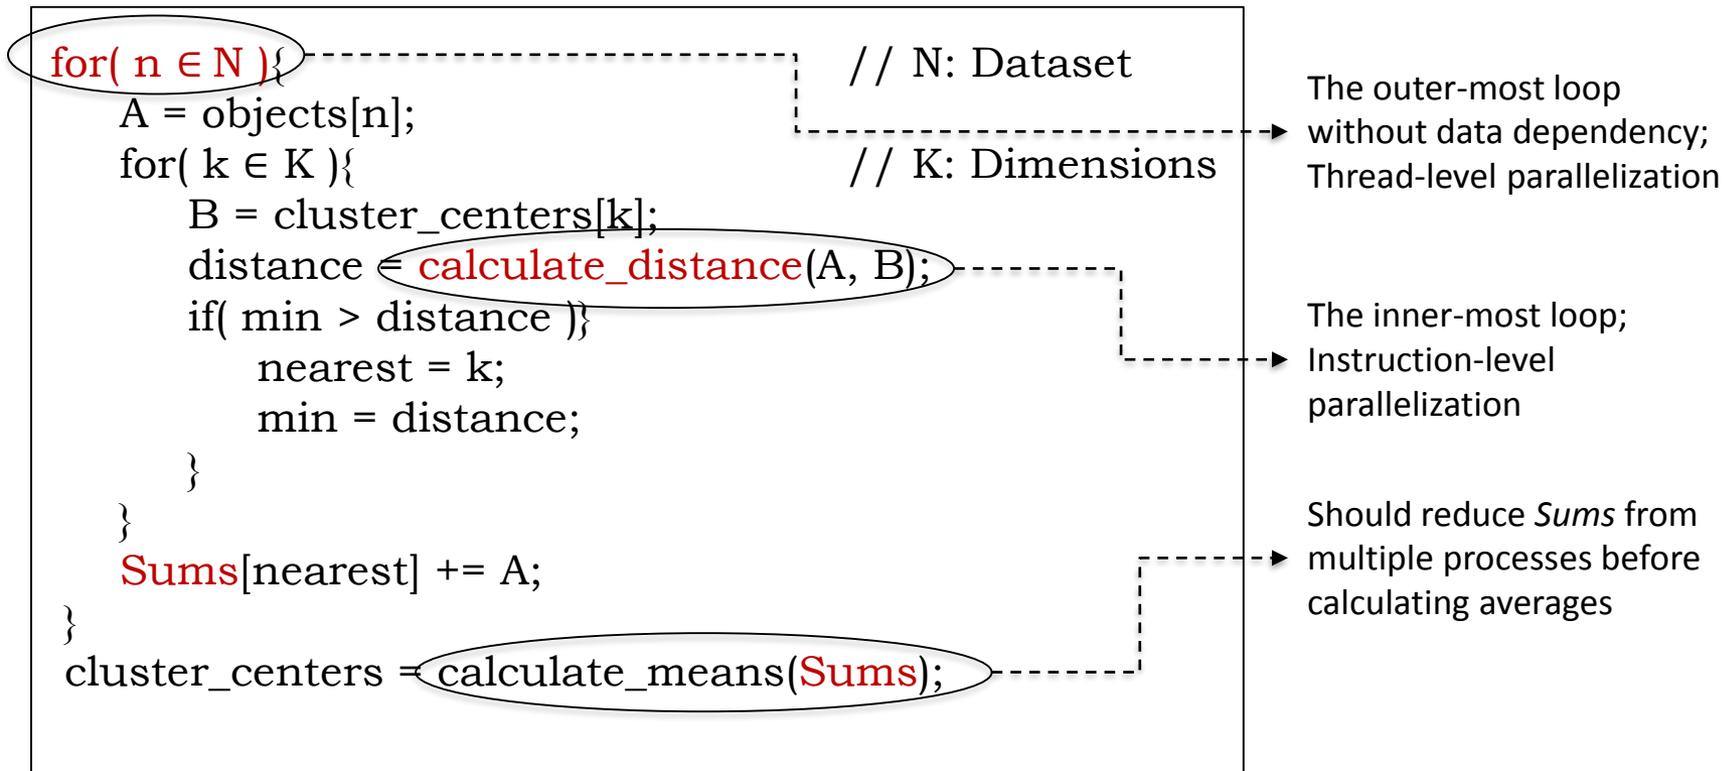 for( n ∈ N ){ // N: Dataset
A = objects[n];
for( k ∈ K ){ // K: Dimensions
B = cluster_centers[k];
distance = calculate_distance(A, B);
if( min > distance )}
nearest = k;
min = distance;
}
}
Sums[nearest] += A;
}
cluster_centers = calculate_means(Sums);
The outer-most loop
without data dependency;
Thread-level parallelization
The inner-most loop;
Instruction-level
parallelization
Should reduce Sums from
multiple processes before
calculating averages